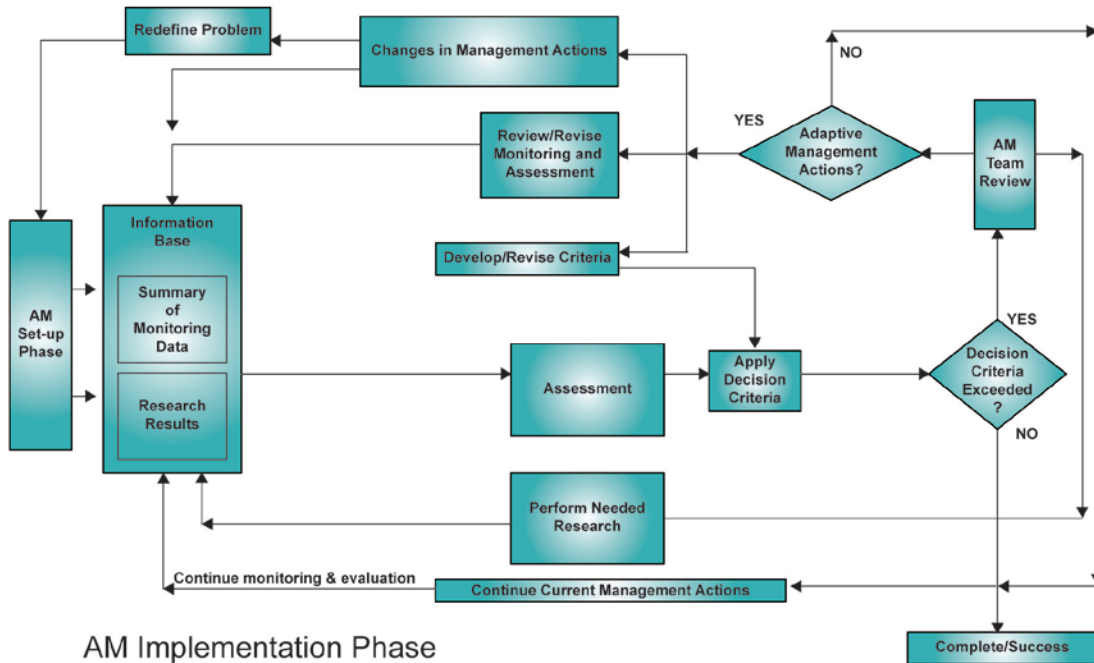 Redefine Problem
Changes in Management Actions
NO
YES
Review/Revise
Monitoring and
Assessment
Adaptive
Management
Actions?
AM
Team
Review
Information
Base
Develop/Revise Criteria
Summary
of
Monitoring
Data
AM
Set-up
Phase
YES
Assessment
Apply
Decision
Criteria
Decision
Criteria
Exceeded
?
Research
Results
NO
Perform Needed
Research
Continue monitoring & evaluation
Continue Current Management Actions
AM Implementation Phase
Complete/Success